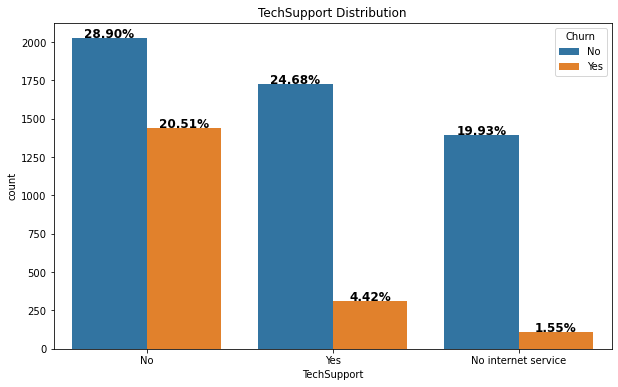 TechSupport Distribution
Churn
No
Yes
28.90%
20.51%
24.68%
4.42%
19.93%
1.55%
2000
1750
1500
1250
1000
750
500
250
0
count
No
Yes
No internet service
TechSupport